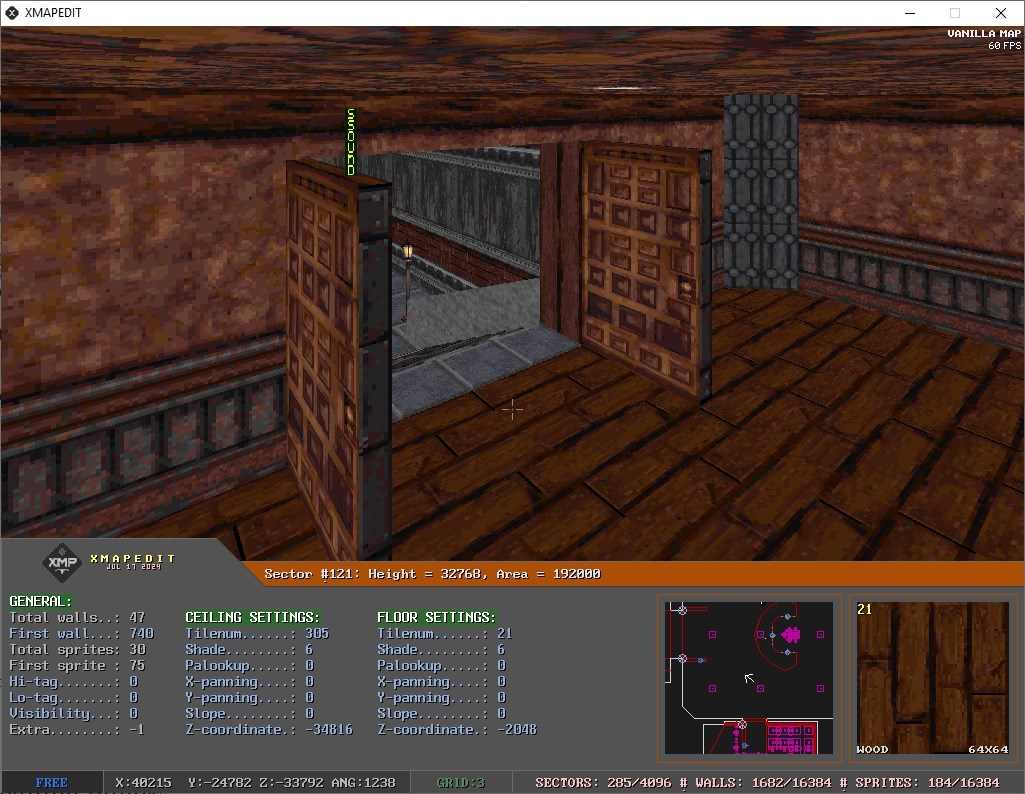 XMAPEDIT
VANILLA MAP
60 FPS
SSOUND
XMP
XMAPEDIT
JUL 17 2024
Sector #121: Height = 32768, Area = 192000
GENERAL:
Total walls..: 47
First wall...: 740
Total sprites: 30
First sprite : 75
Hi-tag.......: 0
Lo-tag.......: 0
Visibility...: 0
Extra........: -1
CEILING SETTINGS:
Tilenum......: 305
Shade........: 6
Palookup.....: 0
X-panning....: 0
Y-panning....: 0
Slope........: 0
Z-coordinate.: -34816
FLOOR SETTINGS:
Tilenum......: 21
Shade........: 6
Palookup.....: 0
X-panning....: 0
Y-panning....: 0
Slope........: 0
Z-coordinate.: -2048
21
WOOD 64X64
FREE X:40215 Y:-24782 Z:-33792 ANG:1238 GRID:3 SECTORS: 285/4096 # WALLS: 1682/16384 # SPRITES: 184/16384